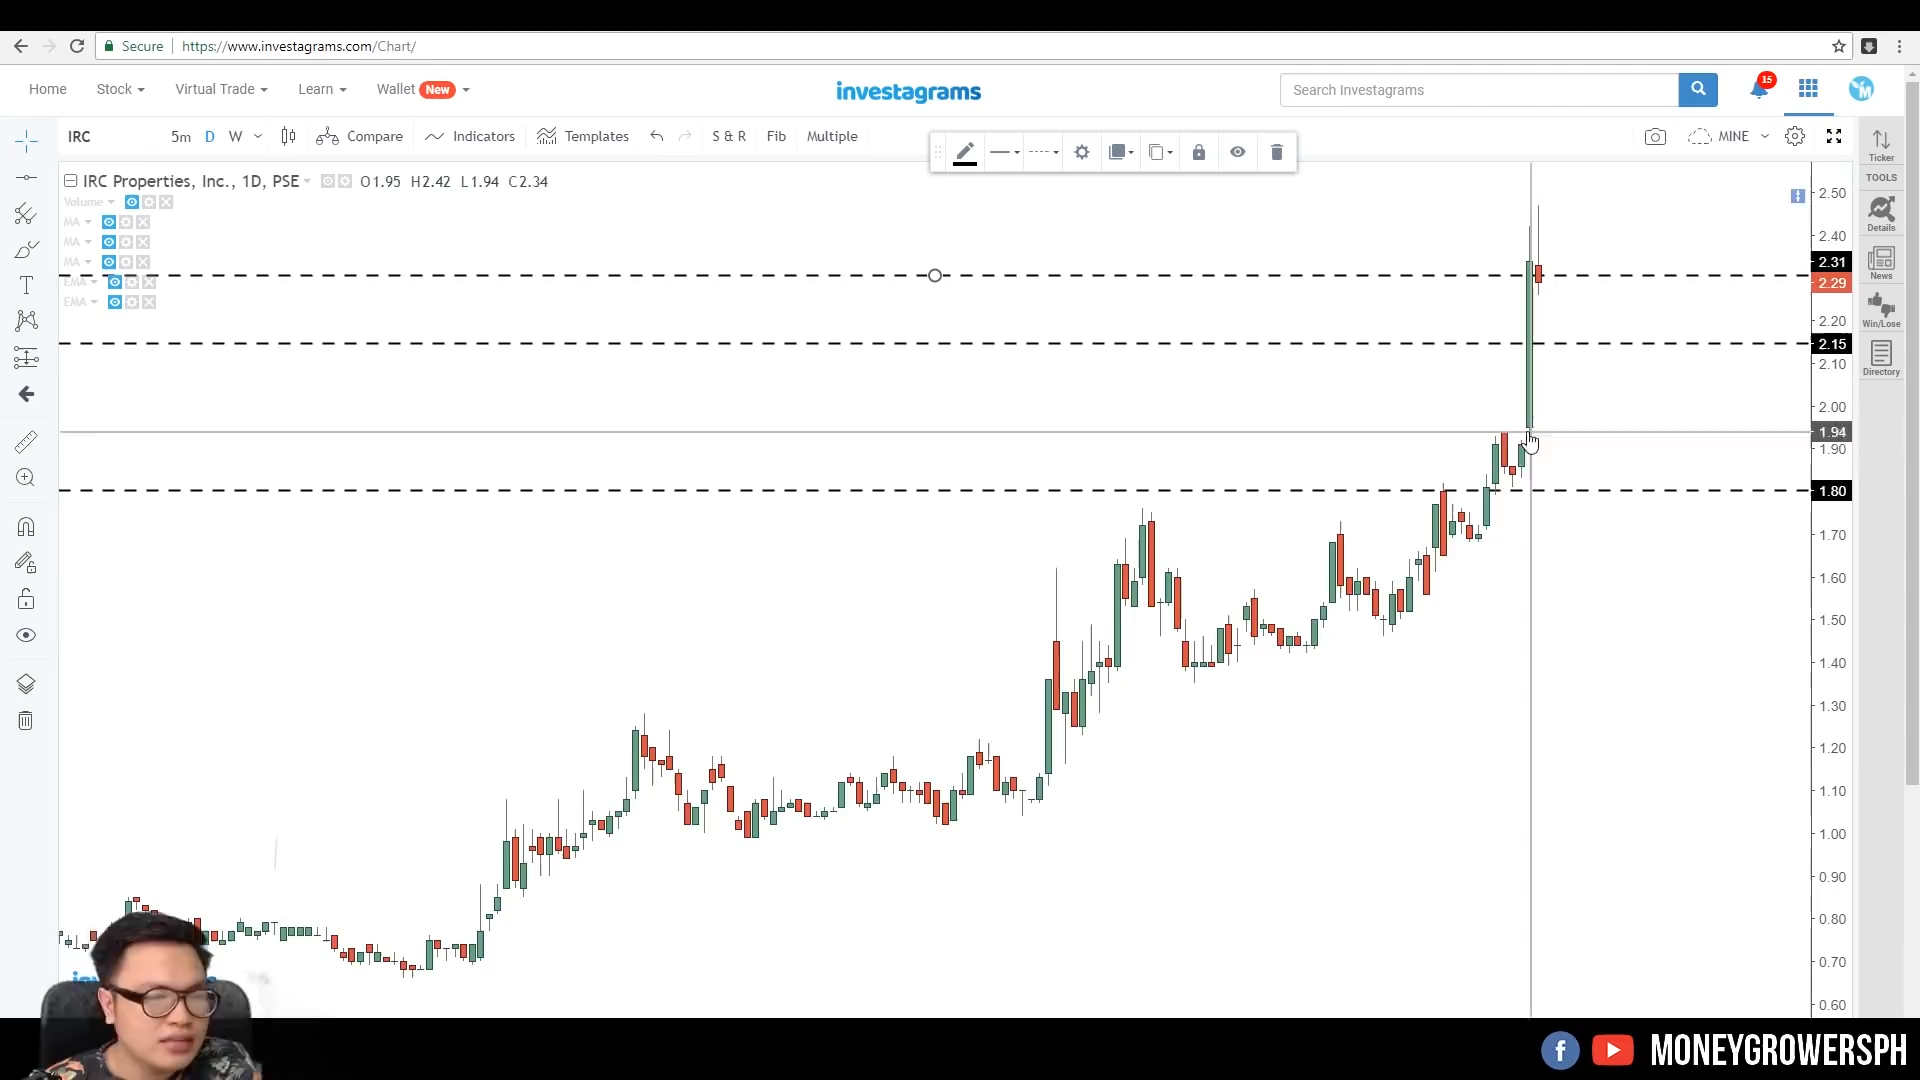 Secure https://www.investagrams.com/Chart/
Home Stock Virtual Trade Learn Wallet New investagrams Search Investagrams 15
IRC 5m D W Compare Indicators Templates S & R Fib Multiple MINE
Ticker
TOOLS
IRC Properties, Inc., 1D, PSE O1.95 H2.42 L1.94 C2.34
Volume
MA
MA
MA
EMA
EMA
Details
News
Win/Lose
Directory
2.50
2.40
2.31
2.29
2.20
2.15
2.10
2.00
1.94
1.90
1.80
1.70
1.60
1.50
1.40
1.30
1.20
1.10
1.00
0.90
0.80
0.70
0.60
MONEYGROWERSPH